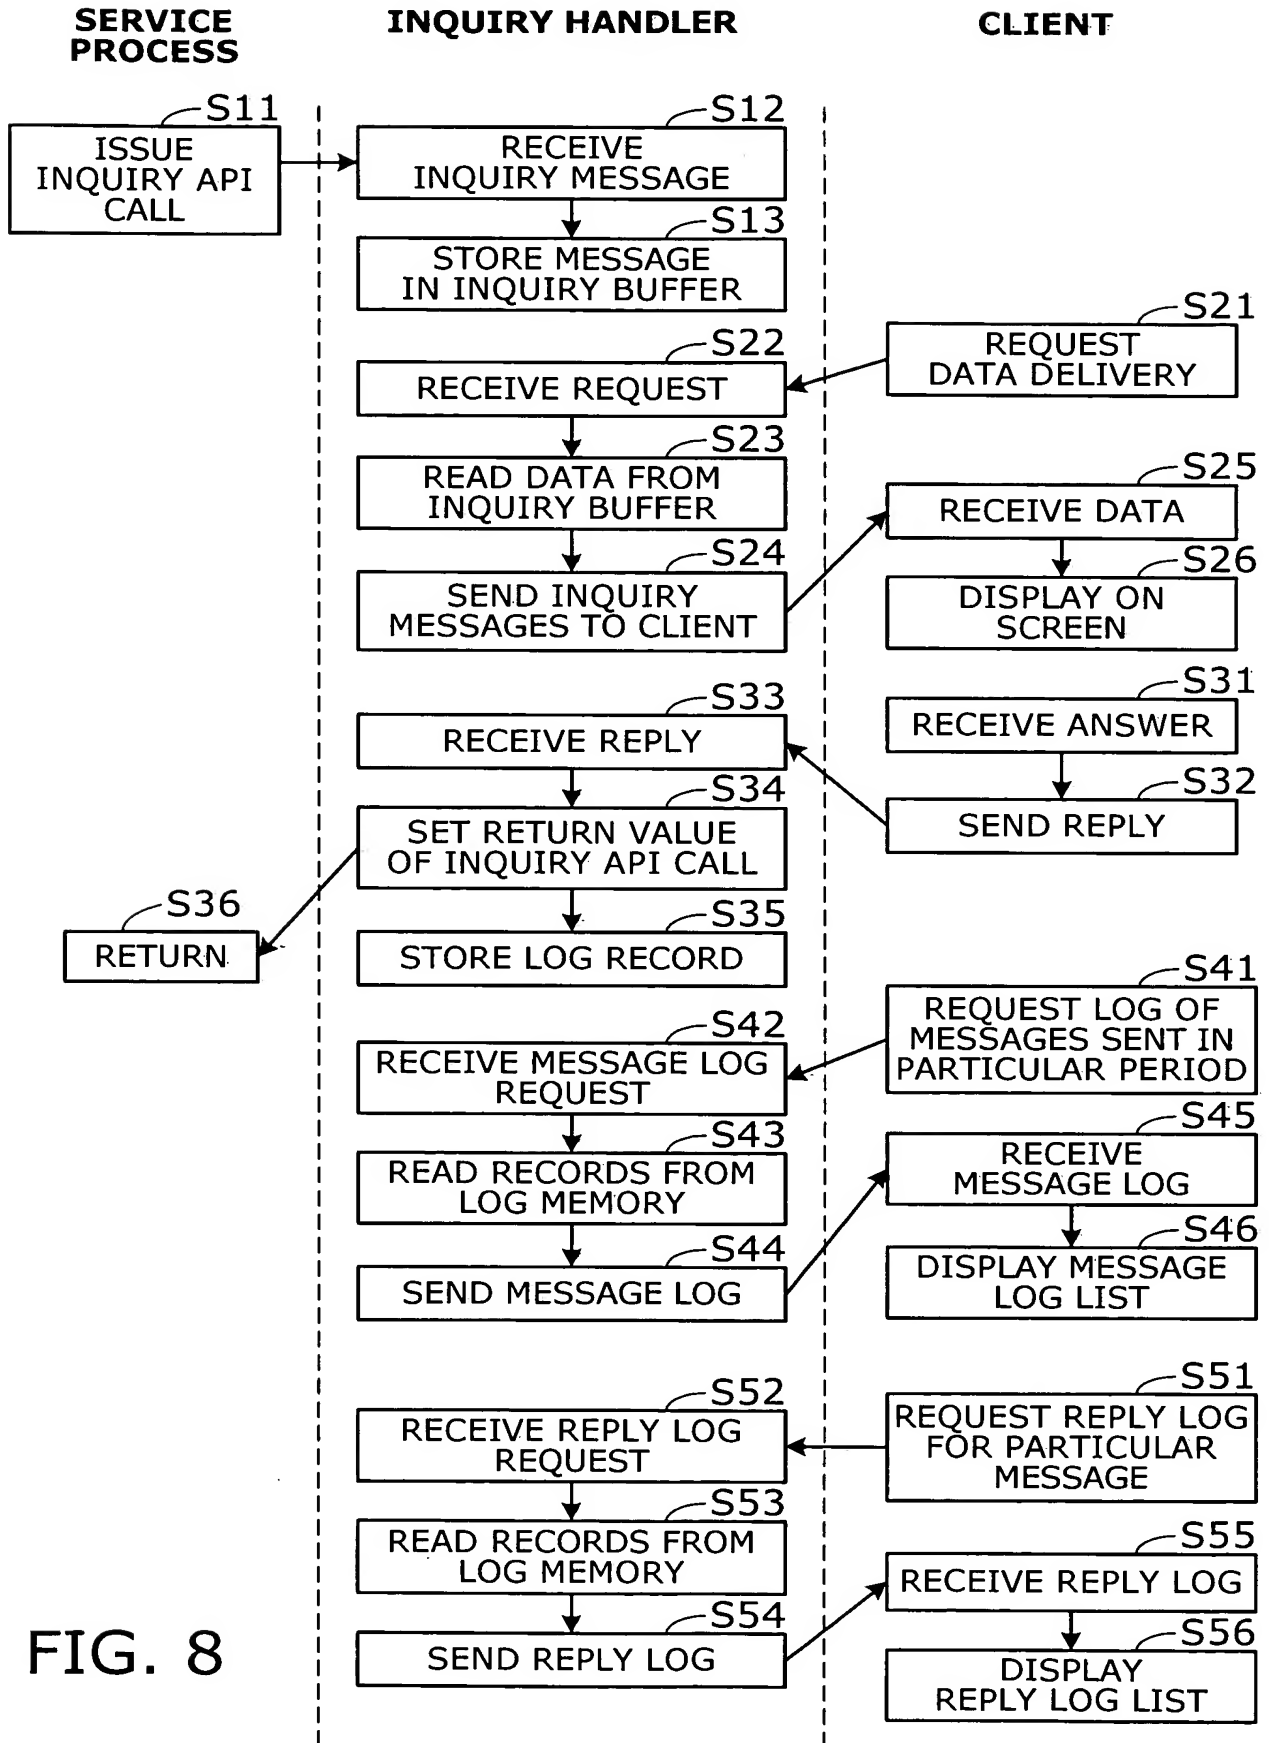 SERVICE
PROCESS
INQUIRY HANDLER
CLIENT
S11
ISSUE
INQUIRY API
CALL
S12
RECEIVE
INQUIRY MESSAGE
S13
STORE MESSAGE
IN INQUIRY BUFFER
S21
REQUEST
DATA DELIVERY
S22
RECEIVE REQUEST
S23
READ DATA FROM
INQUIRY BUFFER
S24
SEND INQUIRY
MESSAGES TO CLIENT
S25
RECEIVE DATA
S26
DISPLAY ON
SCREEN
S31
RECEIVE ANSWER
S32
SEND REPLY
S33
RECEIVE REPLY
S34
SET RETURN VALUE
OF INQUIRY API CALL
S35
STORE LOG RECORD
S36
RETURN
S41
REQUEST LOG OF
MESSAGES SENT IN
PARTICULAR PERIOD
S42
RECEIVE MESSAGE LOG
REQUEST
S43
READ RECORDS FROM
LOG MEMORY
S44
SEND MESSAGE LOG
S45
RECEIVE
MESSAGE LOG
S46
DISPLAY MESSAGE
LOG LIST
S51
REQUEST REPLY LOG
FOR PARTICULAR
MESSAGE
S52
RECEIVE REPLY LOG
REQUEST
S53
READ RECORDS FROM
LOG MEMORY
S54
SEND REPLY LOG
S55
RECEIVE REPLY LOG
S56
DISPLAY
REPLY LOG LIST
FIG. 8